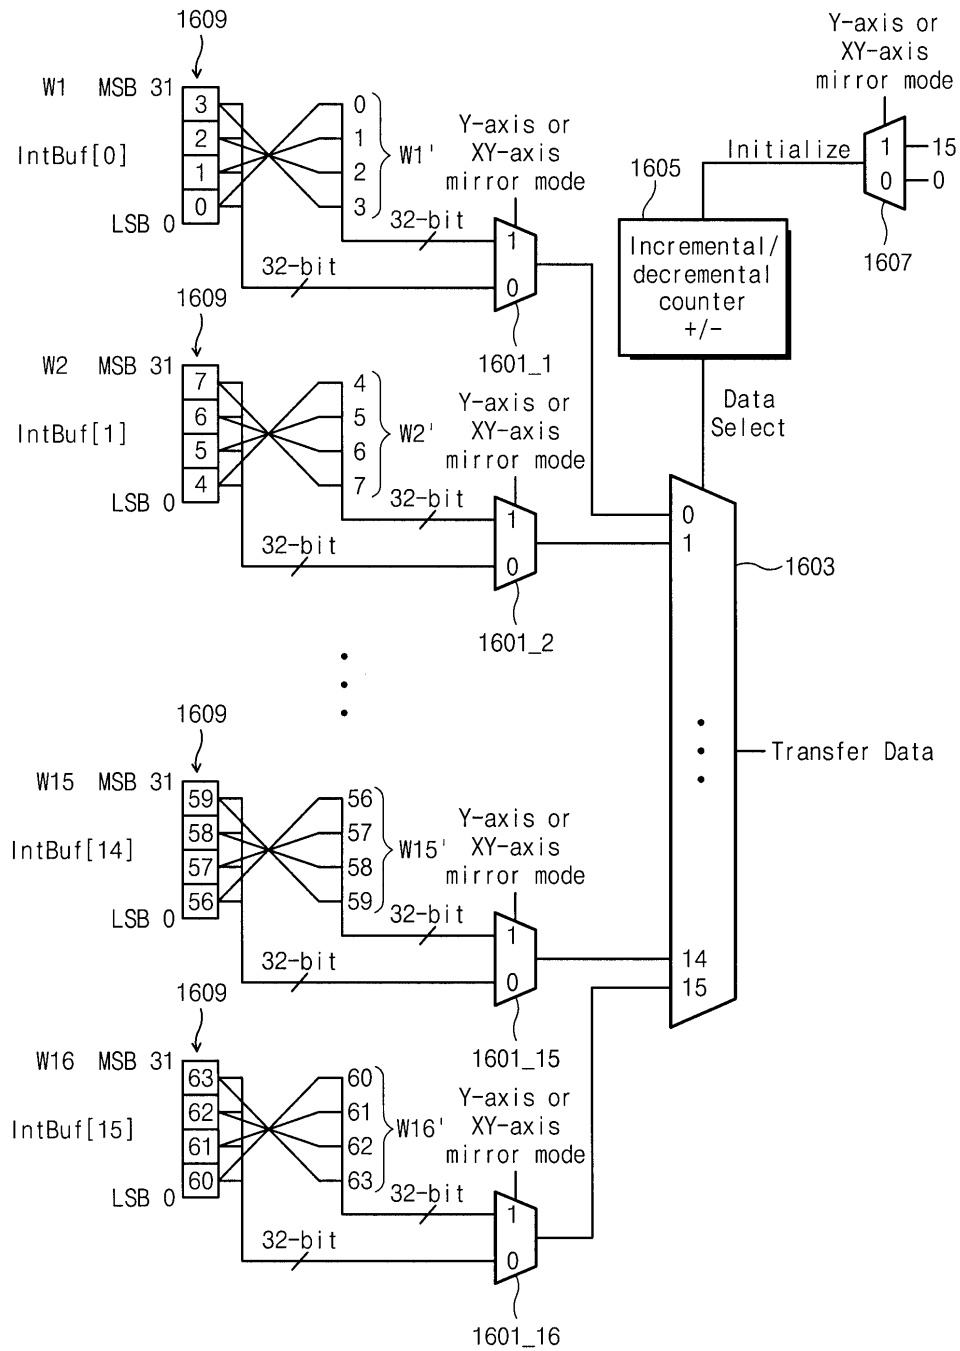 1609
Y-axis or
XY-axis
mirror mode
W1 MSB 31
3
2
1
0
IntBuf[0]
LSB 0
0
1
2
3
W1'
Y-axis or
XY-axis
mirror mode
32-bit
32-bit
1
0
1601_1
Initialize
1
0
15
0
1607
1605
Incremental/
decremental
counter
+/-
Data
Select
1609
W2 MSB 31
7
6
5
4
IntBuf[1]
LSB 0
4
5
6
7
W2'
Y-axis or
XY-axis
mirror mode
32-bit
32-bit
1
0
1601_2
0
1
14
15
1603
Transfer Data
1609
W15 MSB 31
59
58
57
56
IntBuf[14]
LSB 0
56
57
58
59
W15'
Y-axis or
XY-axis
mirror mode
32-bit
32-bit
1
0
1601_15
1609
W16 MSB 31
63
62
61
60
IntBuf[15]
LSB 0
60
61
62
63
W16'
Y-axis or
XY-axis
mirror mode
32-bit
32-bit
1
0
1601_16